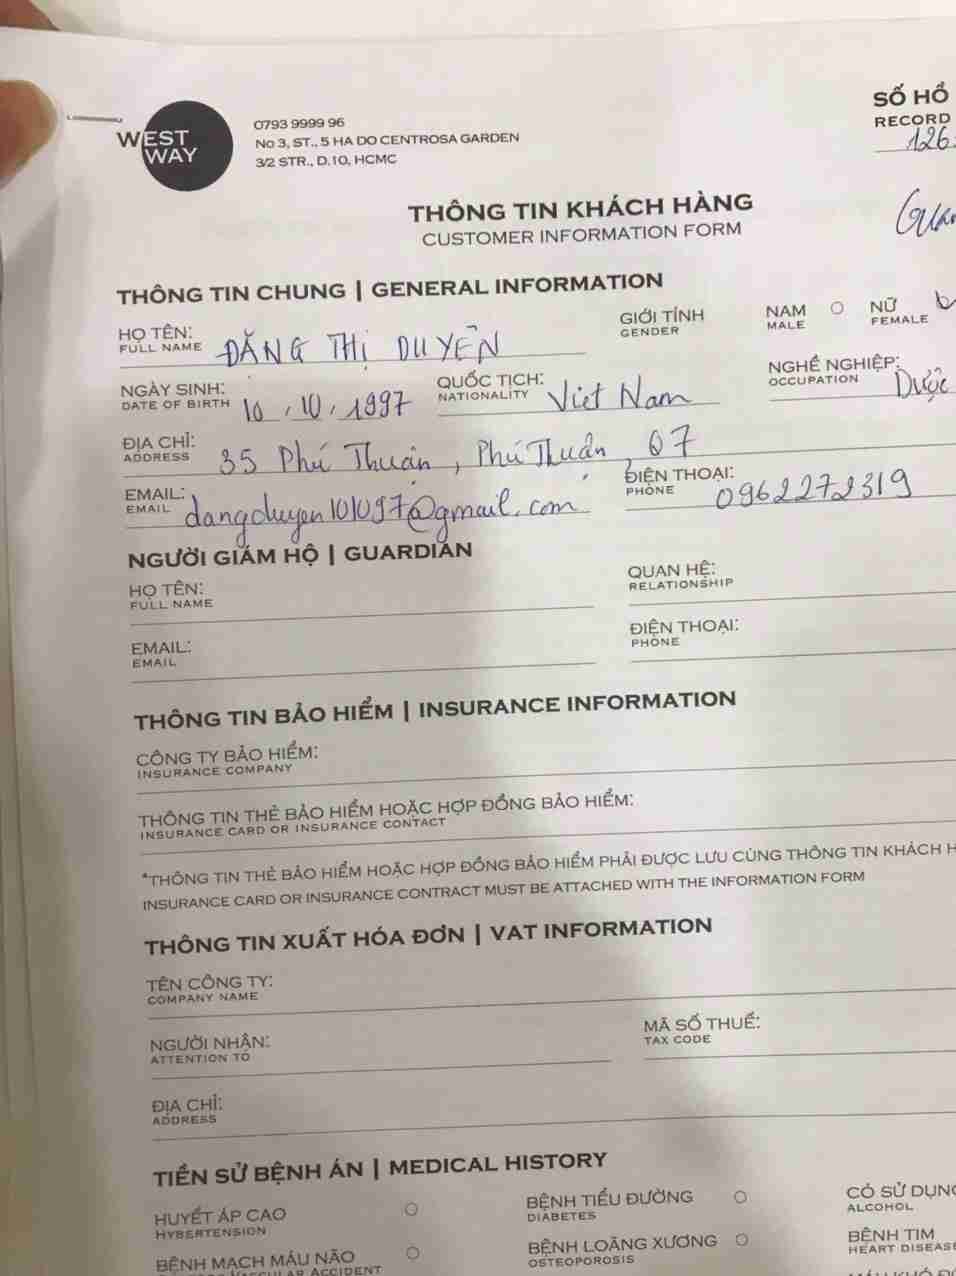 WEST
WAY
0793 9999 96
No 3, ST., 5 HA DO CENTROSA GARDEN
3/2 STR., D.10, HCMC
SỐ HỒ
RECORD
126
THÔNG TIN KHÁCH HÀNG
CUSTOMER INFORMATION FORM
THÔNG TIN CHUNG | GENERAL INFORMATION
HỌ TÊN: ĐẶNG THỊ DUYÊN GIỚI TÍNH NAM NỮ
FULL NAME GENDER MALE FEMALE
NGÀY SINH: 10, 10, 1997 QUỐC TỊCH: Việt Nam NGHỀ NGHIỆP: Dược
DATE OF BIRTH NATIONALITY OCCUPATION
ĐỊA CHỈ: 35 Phú Thuận, Phú Thuận, Q7
ADDRESS
EMAIL: dangduyen101097@gmail.com ĐIỆN THOẠI: 0962272319
EMAIL PHONE
NGƯỜI GIÁM HỘ | GUARDIAN
HỌ TÊN: QUAN HỆ:
FULL NAME RELATIONSHIP
EMAIL: ĐIỆN THOẠI:
EMAIL PHONE
THÔNG TIN BẢO HIỂM | INSURANCE INFORMATION
CÔNG TY BẢO HIỂM:
INSURANCE COMPANY
THÔNG TIN THẺ BẢO HIỂM HOẶC HỢP ĐỒNG BẢO HIỂM:
INSURANCE CARD OR INSURANCE CONTACT
*THÔNG TIN THẺ BẢO HIỂM HOẶC HỢP ĐỒNG BẢO HIỂM PHẢI ĐƯỢC LƯU CÙNG THÔNG TIN KHÁCH H
INSURANCE CARD OR INSURANCE CONTRACT MUST BE ATTACHED WITH THE INFORMATION FORM
THÔNG TIN XUẤT HÓA ĐƠN | VAT INFORMATION
TÊN CÔNG TY:
COMPANY NAME
NGƯỜI NHẬN: MÃ SỐ THUẾ:
ATTENTION TO TAX CODE
ĐỊA CHỈ:
ADDRESS
TIỀN SỬ BỆNH ÁN | MEDICAL HISTORY
HUYẾT ÁP CAO BỆNH TIỂU ĐƯỜNG CÓ SỬ DỤNG
HYBERTENSION DIABETES ALCOHOL
BỆNH MẠCH MÁU NÃO BỆNH LOÃNG XƯƠNG BỆNH TIM
ACCIDENT OSTEOPOROSIS HEART DISEASE